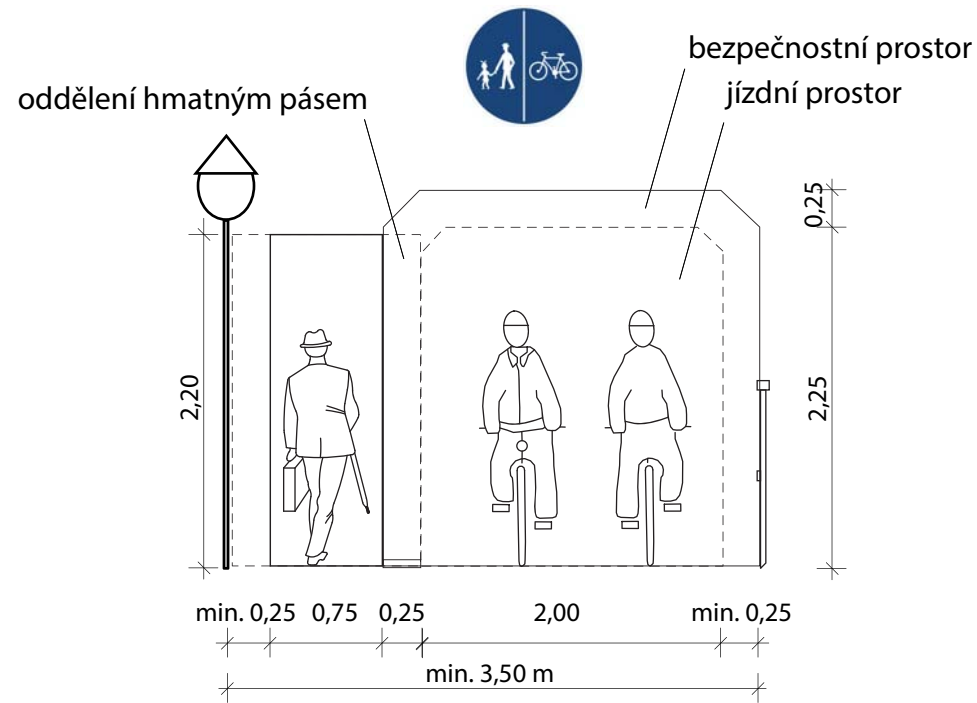 bezpečnostní prostor
jízdní prostor
oddělení hmatným pásem
0,25
2,20
2,25
min. 0,25 0,75 0,25 2,00 min. 0,25
min. 3,50 m